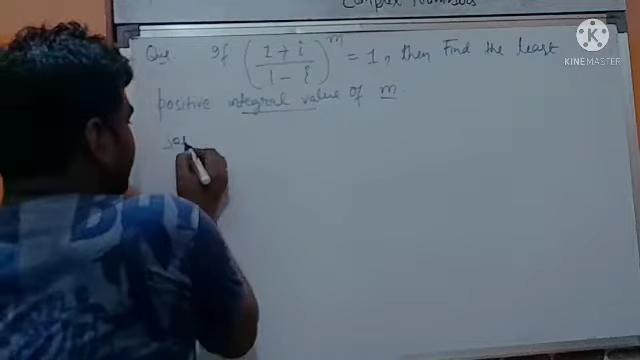 Complex Numbers
Que If (1+i / 1-i)^m = 1, then Find the least
positive integral value of m.
Sol
KINEMASTER